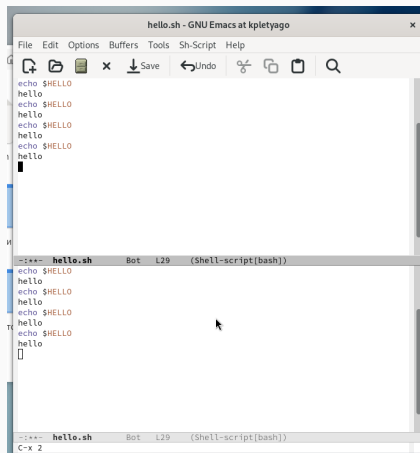 hello.sh - GNU Emacs at kpletyago ×
File Edit Options Buffers Tools Sh-Script Help
Save Undo
echo $HELLO
hello
echo $HELLO
hello
echo $HELLO
hello
echo $HELLO
hello
-:**- hello.sh Bot L29 (Shell-script[bash])
echo $HELLO
hello
echo $HELLO
hello
echo $HELLO
hello
echo $HELLO
hello
-:**- hello.sh Bot L29 (Shell-script[bash])
C-x 2